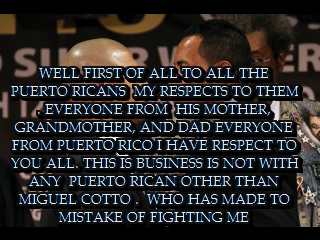 WELL FIRST OF ALL TO ALL THE
PUERTO RICANS MY RESPECTS TO THEM
. EVERYONE FROM HIS MOTHER,
GRANDMOTHER, AND DAD EVERYONE
FROM PUERTO RICO I HAVE RESPECT TO
YOU ALL. THIS IS BUSINESS IS NOT WITH
ANY PUERTO RICAN OTHER THAN
MIGUEL COTTO . WHO HAS MADE TO
MISTAKE OF FIGHTING ME